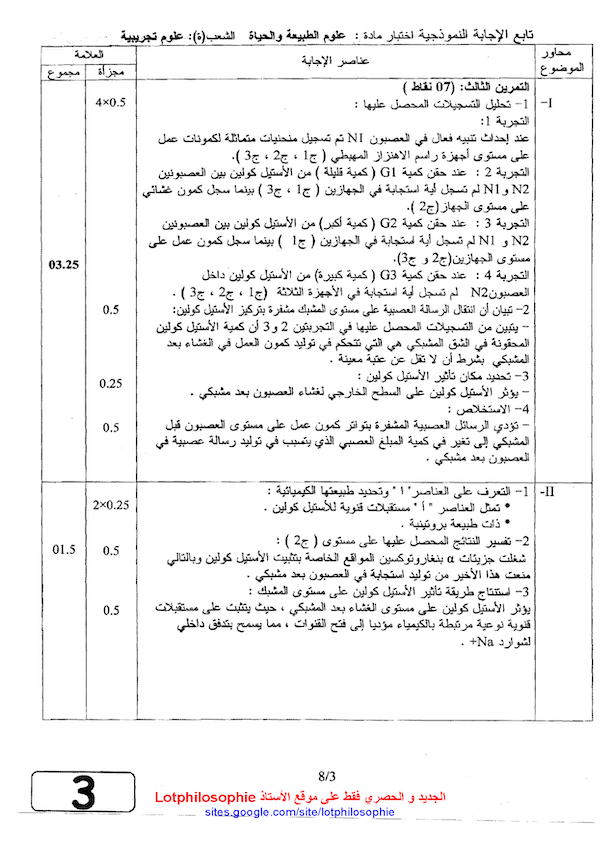 تابع الإجابة النموذجية اختبار مادة : علوم الطبيعة والحياة الشعب(ة): علوم تجريبية
محاور الموضوع
عناصر الإجابة
العلامة
مجزأة
مجموع
التمرين الثالث: (07 نقاط )
I-
1- تحليل التسجيلات المحصل عليها :
4×0.5
التجربة 1:
عند إحداث تنبيه فعال في العصبون N1 تم تسجيل منحنيات متماثلة لكمونات عمل
على مستوى أجهزة راسم الاهتزاز المهبطي ( ج1 ، ج2 ، ج3 ).
التجربة 2 : عند حقن كمية G1 ( كمية قليلة ) من الأستيل كولين بين العصبونين
N2 و N1 لم تسجل أية استجابة في الجهازين ( ج1 ، ج3 ) بينما سجل كمون غشائي
على مستوى الجهاز(ج2 ).
التجربة 3 : عند حقن كمية G2 ( كمية أكبر) من الأستيل كولين بين العصبونين
N2 و N1 لم تسجل أية استجابة في الجهازين ( ج1 ) بينما سجل كمون عمل على
مستوى الجهازين(ج2 و ج3).
التجربة 4 : عند حقن كمية G3 ( كمية كبيرة) من الأستيل كولين داخل
العصبونN2 لم تسجل أية استجابة في الأجهزة الثلاثة (ج1 ، ج2 ، ج3 ) .
03.25
2- تبيان أن انتقال الرسالة العصبية على مستوى المشبك مشفرة بتركيز الأستيل كولين:
0.5
- يتبين من التسجيلات المحصل عليها في التجربتين 2 و 3 أن كمية الأستيل كولين
المحقونة في الشق المشبكي هي التي تتحكم في توليد كمون العمل في الغشاء بعد
المشبكي بشرط أن لا تقل عن عتبة معينة .
3- تحديد مكان تأثير الأستيل كولين :
0.25
- يؤثر الأستيل كولين على السطح الخارجي لغشاء العصبون بعد مشبكي .
4- الاستخلاص :
- تؤدي الرسائل العصبية المشفرة بتواتر كمون عمل على مستوى العصبون قبل
0.5
المشبكي إلى تغير في كمية المبلغ العصبي الذي يتسبب في توليد رسالة عصبية في
العصبون بعد مشبكي .
II-
1- التعرف على العناصر" أ " وتحديد طبيعتها الكيميائية :
• تمثل العناصر " أ " مستقبلات قنوية للأستيل كولين .
2×0.25
• ذات طبيعة بروتينية .
2- تفسير النتائج المحصل عليها على مستوى ( ج2 ) :
شغلت جزيئات α بنغاروتوكسين المواقع الخاصة بتثبيت الأستيل كولين وبالتالي
0.5
01.5
منعت هذا الأخير من توليد استجابة في العصبون بعد مشبكي .
3- استنتاج طريقة تأثير الأستيل كولين على مستوى المشبك :
يؤثر الأستيل كولين على مستوى الغشاء بعد المشبكي ، حيث يتثبت على مستقبلات
0.5
قنوية نوعية مرتبطة بالكيمياء مؤديا إلى فتح القنوات ، مما يسمح بتدفق داخلي
لشوارد Na+ .
8/3
3
الجديد و الحصري فقط على موقع الأستاذ Lotphilosophie
sites.google.com/site/lotphilosophie